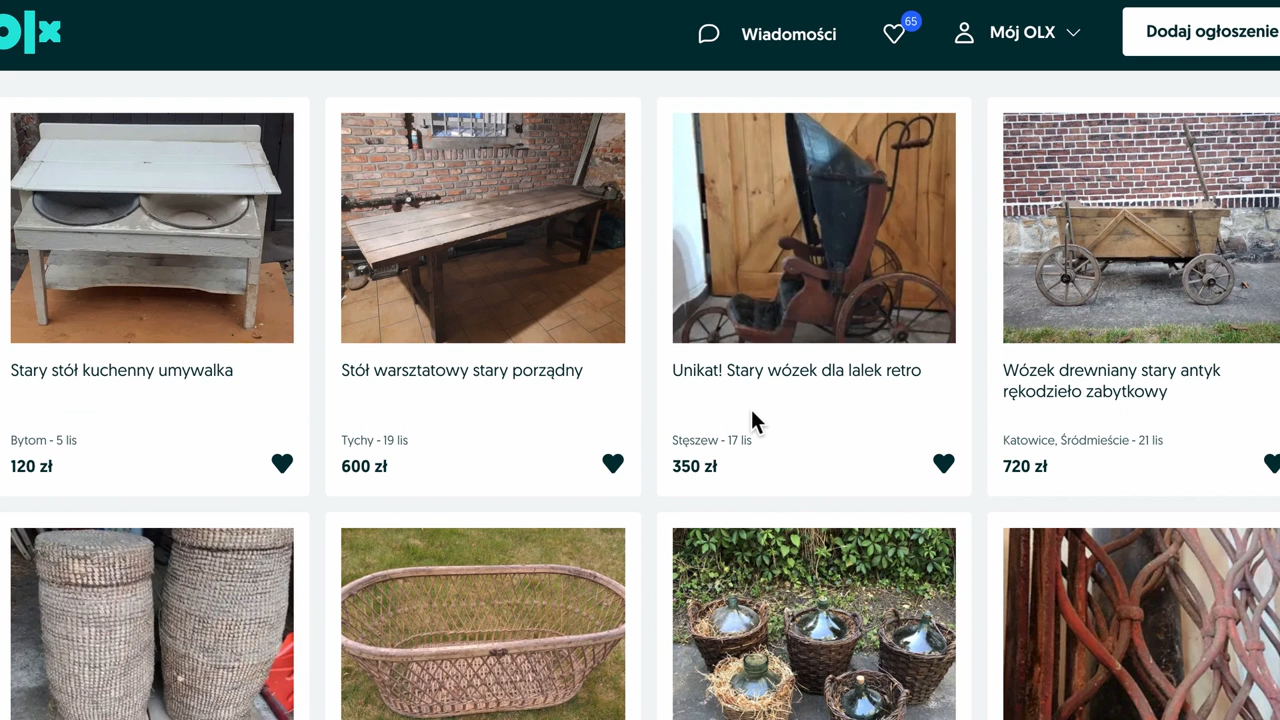 olx
Wiadomości
65
Mój OLX
Dodaj ogłoszenie
Stary stół kuchenny umywalka
Bytom - 5 lis
120 zł
Stół warsztatowy stary porządny
Tychy - 19 lis
600 zł
Unikat! Stary wózek dla lalek retro
Stęszew - 17 lis
350 zł
Wózek drewniany stary antyk
rękodzieło zabytkowy
Katowice, Śródmieście - 21 lis
720 zł